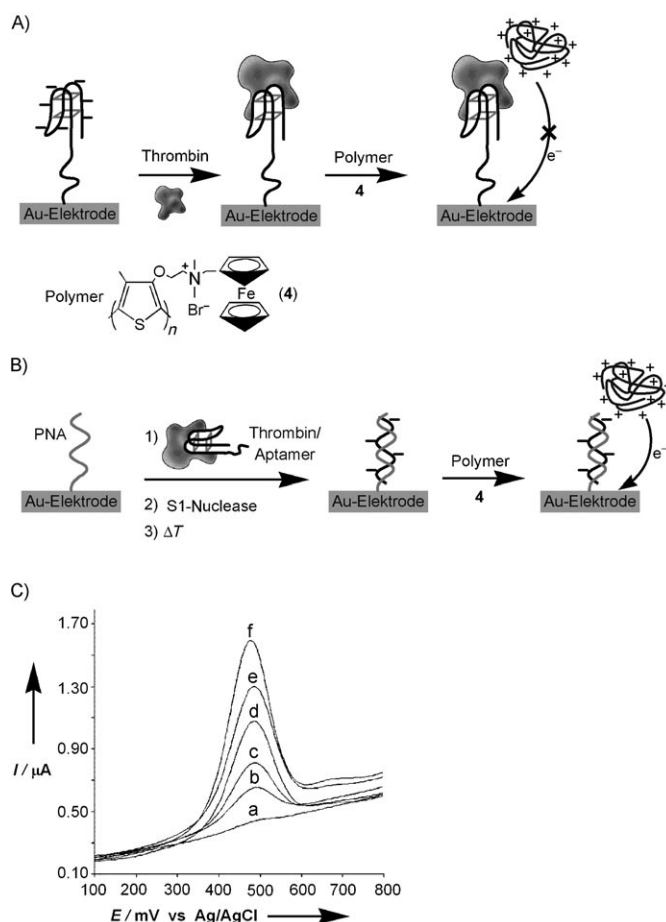 A)
Thrombin
Polymer
4
e−
Au-Elektrode
Au-Elektrode
Au-Elektrode
Polymer
O
+
N
Br−
S
n
Fe
(4)
B)
PNA
1)
Thrombin/
Aptamer
2) S1-Nuclease
3) ΔT
Polymer
4
e−
Au-Elektrode
Au-Elektrode
Au-Elektrode
C)
1.70
1.30
0.90
0.50
0.10
I / µA
f
e
d
c
b
a
100 200 300 400 500 600 700 800
E / mV vs Ag/AgCl